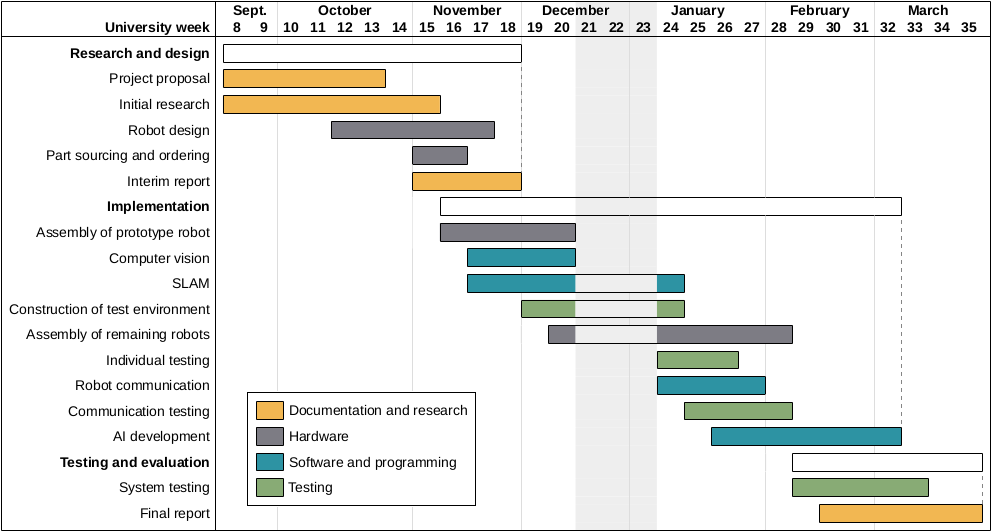 Sept. October November December January February March
University week 8 9 10 11 12 13 14 15 16 17 18 19 20 21 22 23 24 25 26 27 28 29 30 31 32 33 35
Research and design
Project proposal
Initial research
Robot design
Part sourcing and ordering
Interim report
Implementation
Assembly of prototype robot
Computer vision
SLAM
Construction of test environment
Assembly of remaining robots
Individual testing
Robot communication
Communication testing
AI development
Testing and evaluation
System testing
Final report
Documentation and research
Hardware
Software and programming
Testing